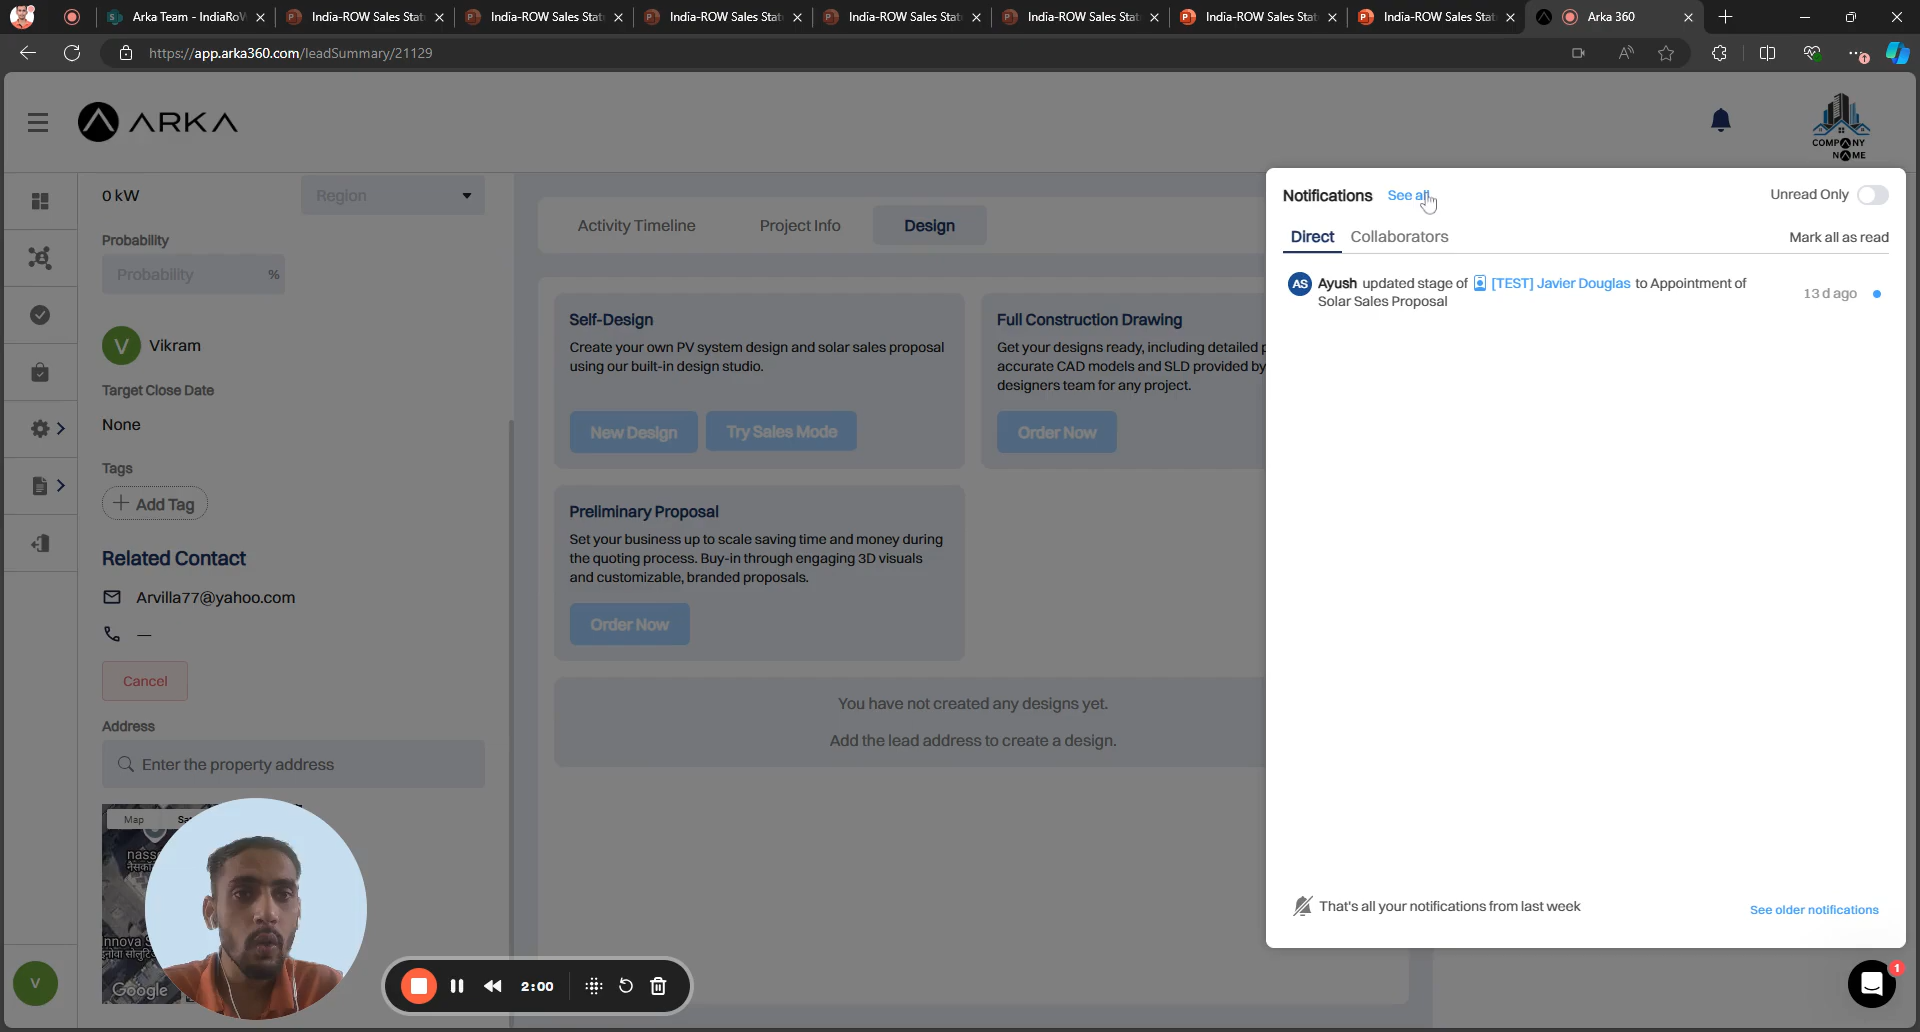 Arka Team - IndiaRoW
India-ROW Sales Stat
India-ROW Sales Stat
India-ROW Sales Stat
India-ROW Sales Stat
India-ROW Sales Stat
India-ROW Sales Stat
India-ROW Sales Stat
Arka 360
https://app.arka360.com/leadSummary/21129
ARKA
COMPANY
NAME
0 kW
Region
Probability
Probability %
V Vikram
Target Close Date
None
Tags
+ Add Tag
Related Contact
Arvilla77@yahoo.com
—
Cancel
Address
Enter the property address
Map
Google
V
2:00
Activity Timeline
Project Info
Design
Self-Design
Create your own PV system design and solar sales proposal
using our built-in design studio.
New Design
Try Sales Mode
Full Construction Drawing
Get your designs ready, including detailed p
accurate CAD models and SLD provided by
designers team for any project.
Order Now
Preliminary Proposal
Set your business up to scale saving time and money during
the quoting process. Buy-in through engaging 3D visuals
and customizable, branded proposals.
Order Now
You have not created any designs yet.
Add the lead address to create a design.
Notifications
See all
Unread Only
Direct
Collaborators
Mark all as read
AS
Ayush updated stage of [TEST] Javier Douglas to Appointment of
Solar Sales Proposal
13 d ago
That's all your notifications from last week
See older notifications
1